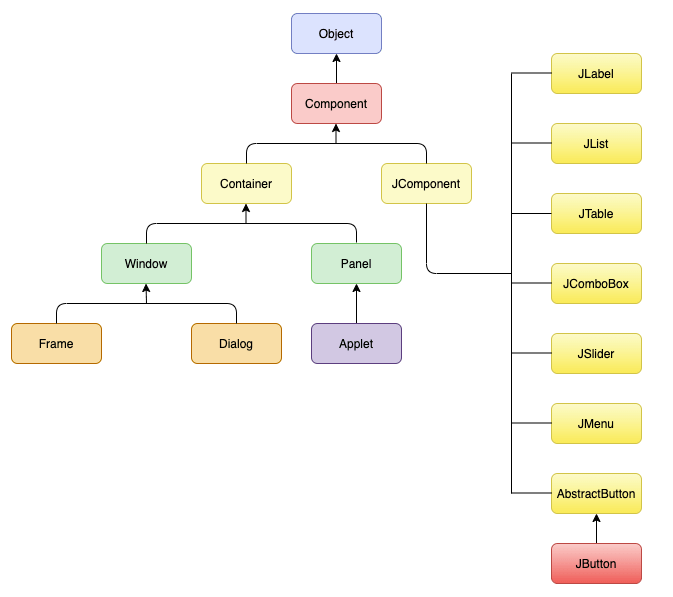 Object
Component
Container
JComponent
Window
Panel
Frame
Dialog
Applet
JLabel
JList
JTable
JComboBox
JSlider
JMenu
AbstractButton
JButton